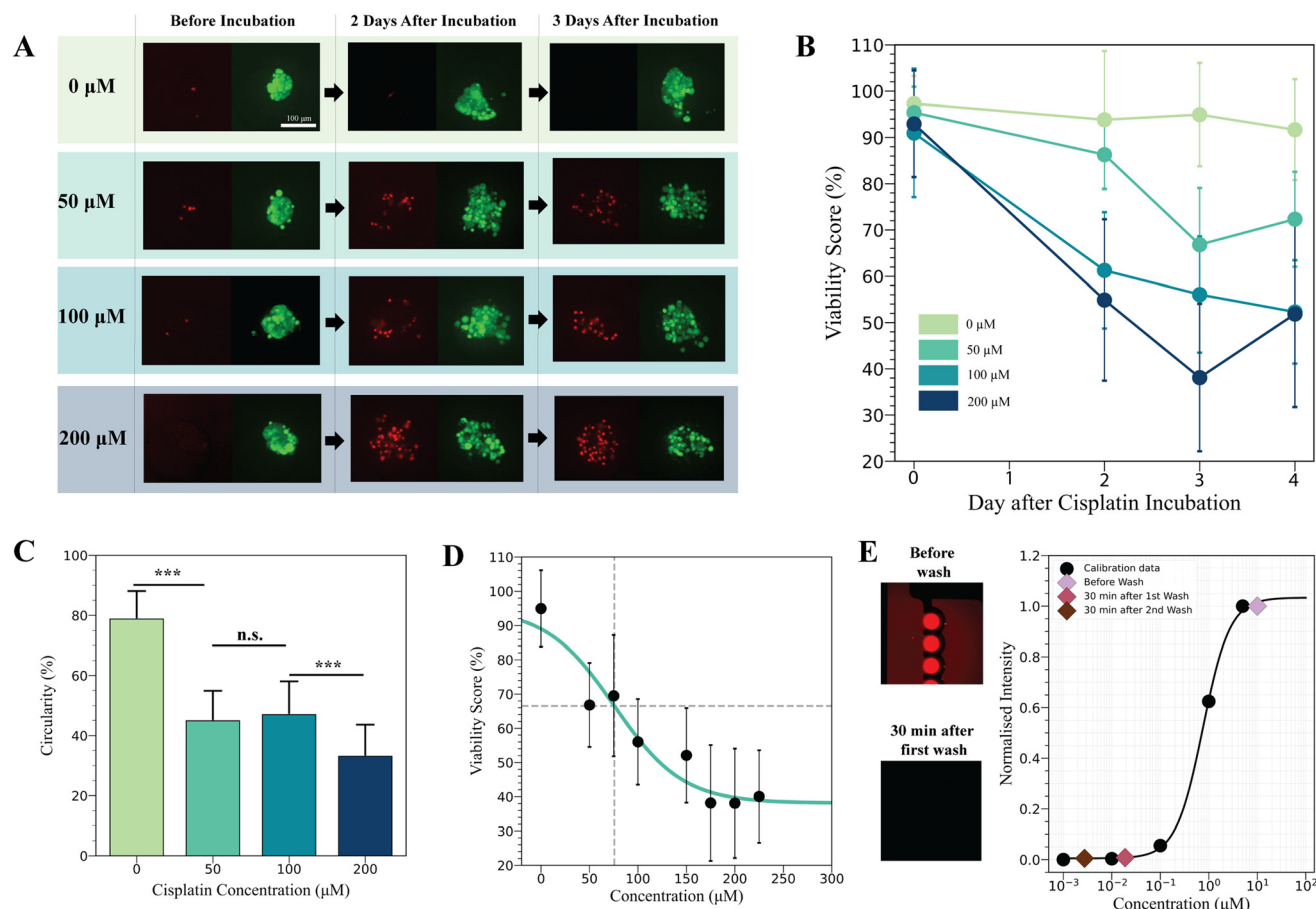 A
Before Incubation
2 Days After Incubation
3 Days After Incubation
0 µM
100 µm
50 µM
100 µM
200 µM
B
110
100
90
80
70
60
50
40
30
20
Viability Score (%)
0 µM
50 µM
100 µM
200 µM
0 1 2 3 4
Day after Cisplatin Incubation
C
100
80
60
40
20
0
Circularity (%)
***
n.s.
***
0 50 100 200
Cisplatin Concentration (µM)
D
110
100
90
80
70
60
50
40
30
20
Viability Score (%)
0 50 100 150 200 250 300
Concentration (µM)
E
Before
wash
30 min after
first wash
1.2
1.0
0.8
0.6
0.4
0.2
0.0
Normalised Intensity
Calibration data
Before Wash
30 min after 1st Wash
30 min after 2nd Wash
10⁻³ 10⁻² 10⁻¹ 10⁰ 10¹ 10²
Concentration (µM)